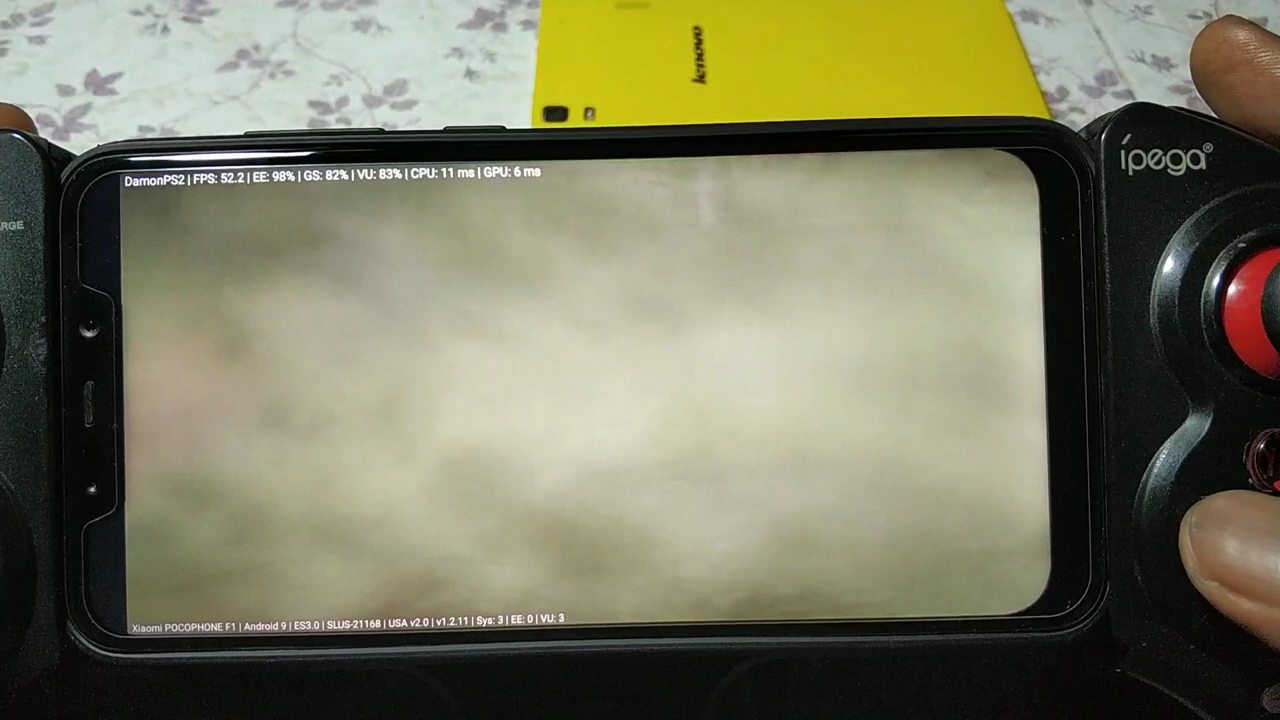 lenovo
ípega®
RGE
DamonPS2 | FPS: 52.2 | EE: 98% | GS: 82% | VU: 83% | CPU: 11 ms | GPU: 6 ms
Xiaomi POCOPHONE F1 | Android 9 | ES3.0 | SLUS-21168 | USA v2.0 | v1.2.11 | Sys: 3 | EE: 0 | VU: 3